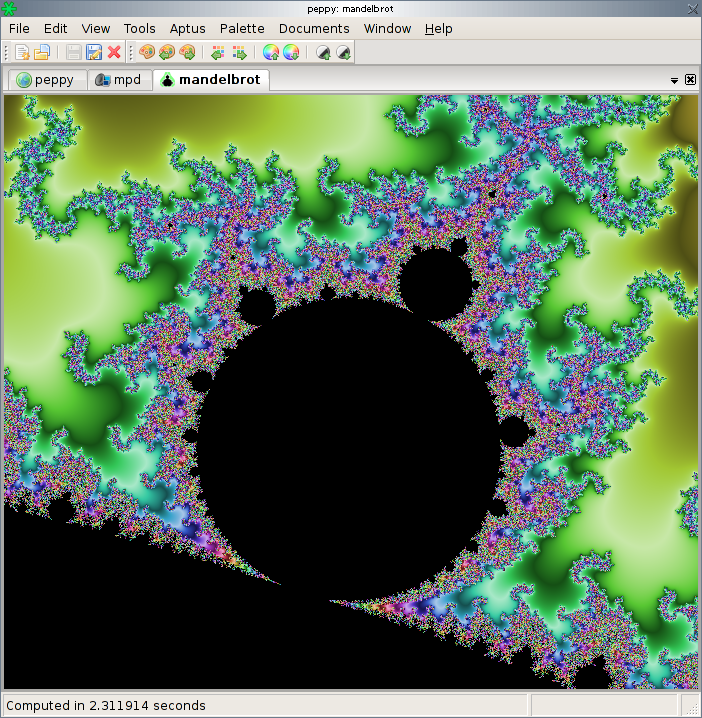 peppy: mandelbrot
File Edit View Tools Aptus Palette Documents Window Help
peppy mpd mandelbrot
Computed in 2.311914 seconds